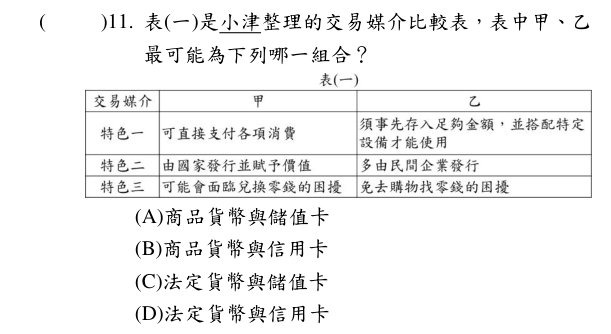 (　　)11. 表(一)是小津整理的交易媒介比較表，表中甲、乙
最可能為下列哪一組合？
表(一)
交易媒介 甲 乙
特色一 可直接支付各項消費 須事先存入足夠金額，並搭配特定
設備才能使用
特色二 由國家發行並賦予價值 多由民間企業發行
特色三 可能會面臨兌換零錢的困擾 免去購物找零錢的困擾
(A)商品貨幣與儲值卡
(B)商品貨幣與信用卡
(C)法定貨幣與儲值卡
(D)法定貨幣與信用卡